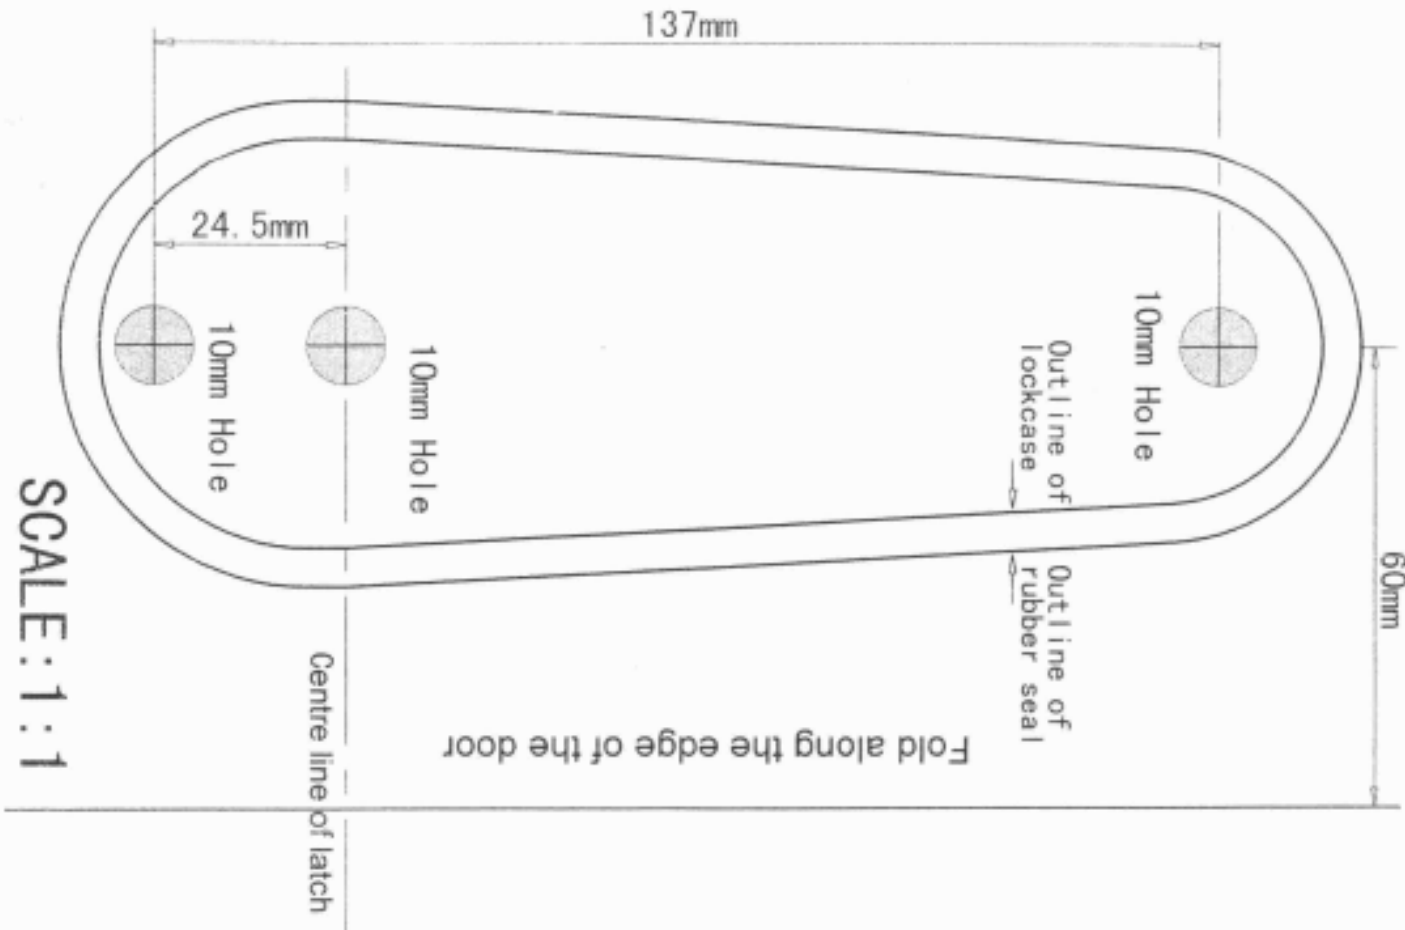 137mm
24. 5mm
10mm Hole
10mm Hole
10mm Hole
Outline of
lockcase
Outline of
rubber seal
60mm
SCALE:1:1
Centre line of latch
Fold along the edge of the door